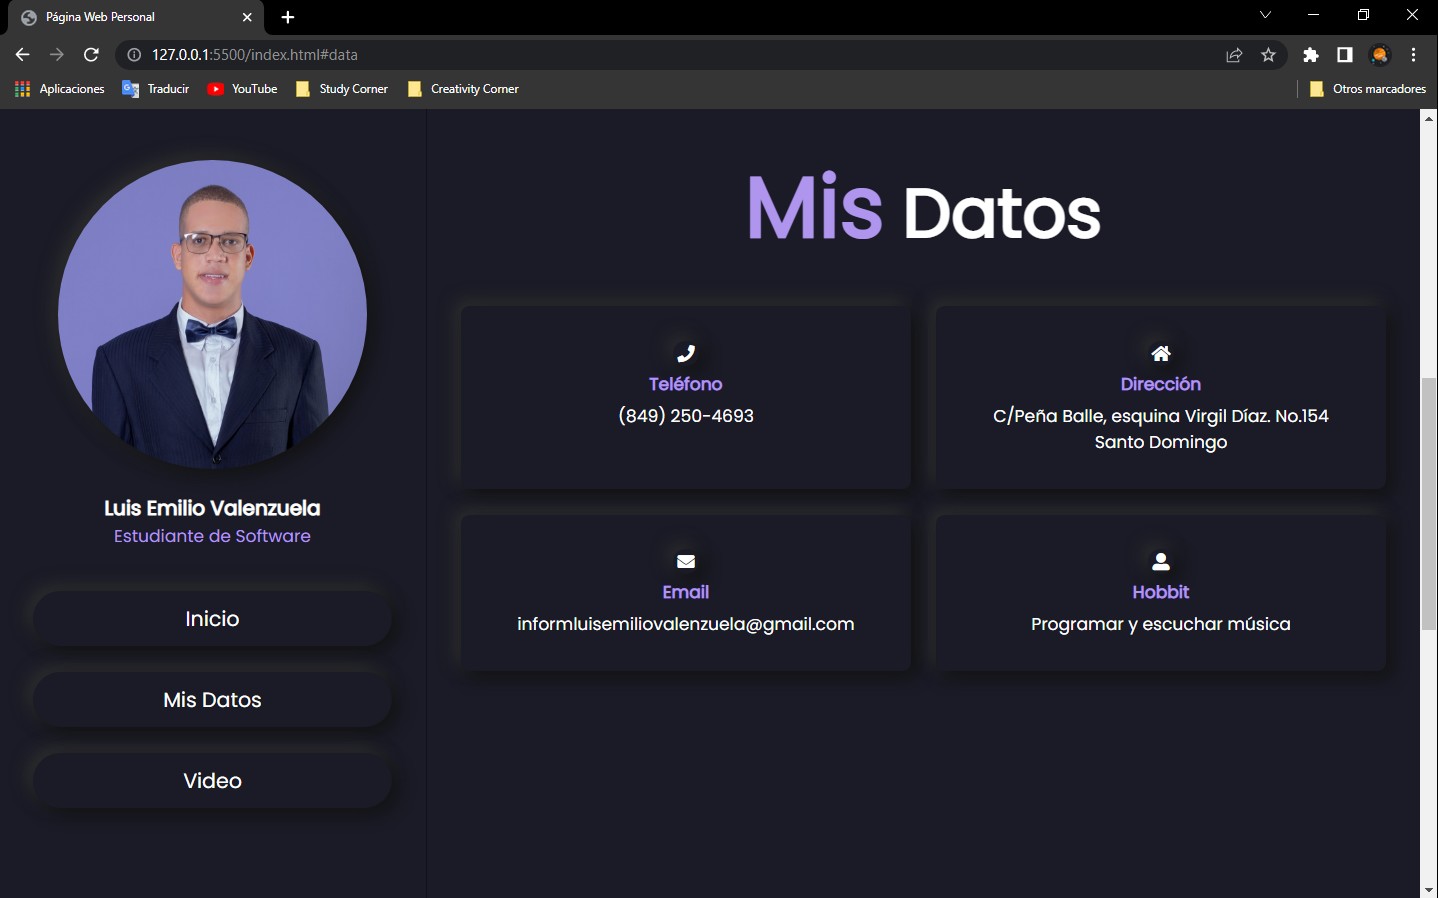 Página Web Personal
127.0.0.1:5500/index.html#data
Aplicaciones
Traducir
YouTube
Study Corner
Creativity Corner
Otros marcadores
Luis Emilio Valenzuela
Estudiante de Software
Inicio
Mis Datos
Video
Mis Datos
Teléfono
(849) 250-4693
Dirección
C/Peña Balle, esquina Virgil Díaz. No.154
Santo Domingo
Email
informluisemiliovalenzuela@gmail.com
Hobbit
Programar y escuchar música